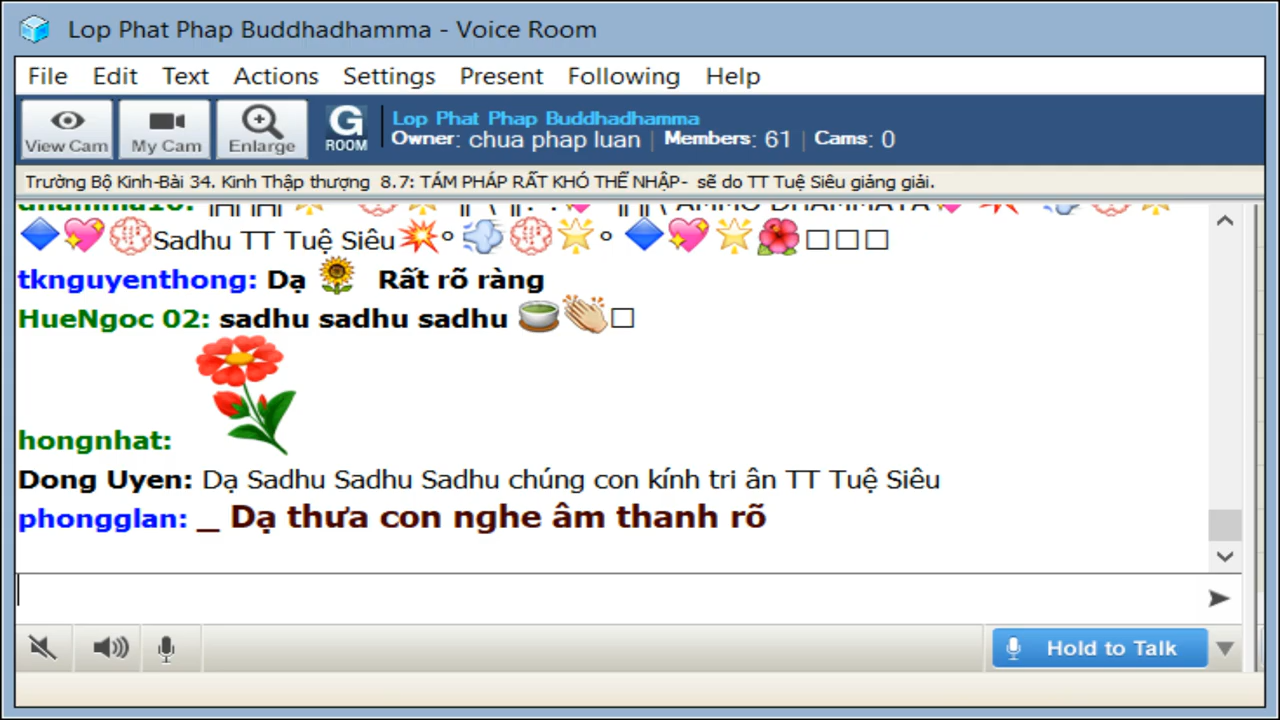 Lop Phat Phap Buddhadhamma - Voice Room
File Edit Text Actions Settings Present Following Help
View Cam My Cam Enlarge G ROOM
Lop Phat Phap Buddhadhamma
Owner: chua phap luan | Members: 61 | Cams: 0
Trường Bộ Kinh-Bài 34. Kinh Thập thượng 8.7: TÁM PHÁP RẤT KHÓ THỂ NHẬP- sẽ do TT Tuệ Siêu giảng giải.
Sadhu TT Tuệ Siêu
tknguyenthong: Dạ 🌻 Rất rõ ràng
HueNgoc 02: sadhu sadhu sadhu 🍵👏
hongnhat:
Dong Uyen: Dạ Sadhu Sadhu Sadhu chúng con kính tri ân TT Tuệ Siêu
phongglan: _ Dạ thưa con nghe âm thanh rõ
Hold to Talk